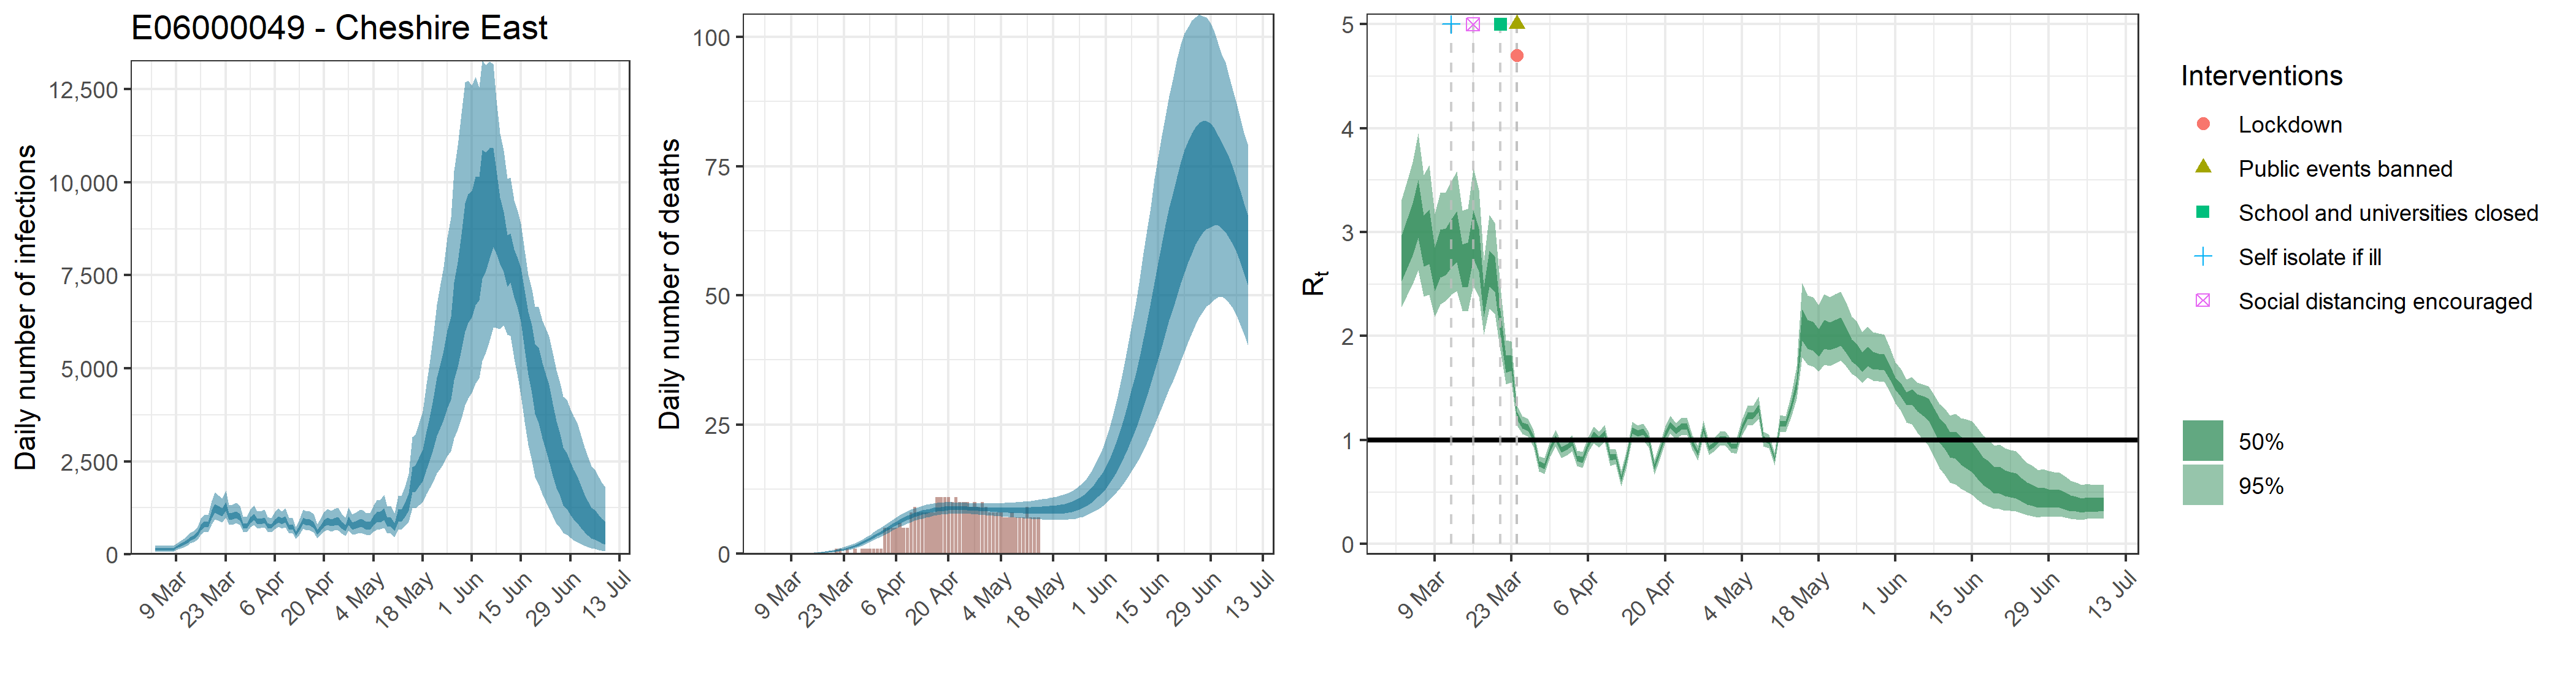 E06000049 - Cheshire East
Daily number of infections
12,500
10,000
7,500
5,000
2,500
0
9 Mar
23 Mar
6 Apr
20 Apr
4 May
18 May
1 Jun
15 Jun
29 Jun
13 Jul
Daily number of deaths
100
75
50
25
0
9 Mar
23 Mar
6 Apr
20 Apr
4 May
18 May
1 Jun
15 Jun
29 Jun
13 Jul
Rt
5
4
3
2
1
0
9 Mar
23 Mar
6 Apr
20 Apr
4 May
18 May
1 Jun
15 Jun
29 Jun
13 Jul
Interventions
Lockdown
Public events banned
School and universities closed
Self isolate if ill
Social distancing encouraged
50%
95%